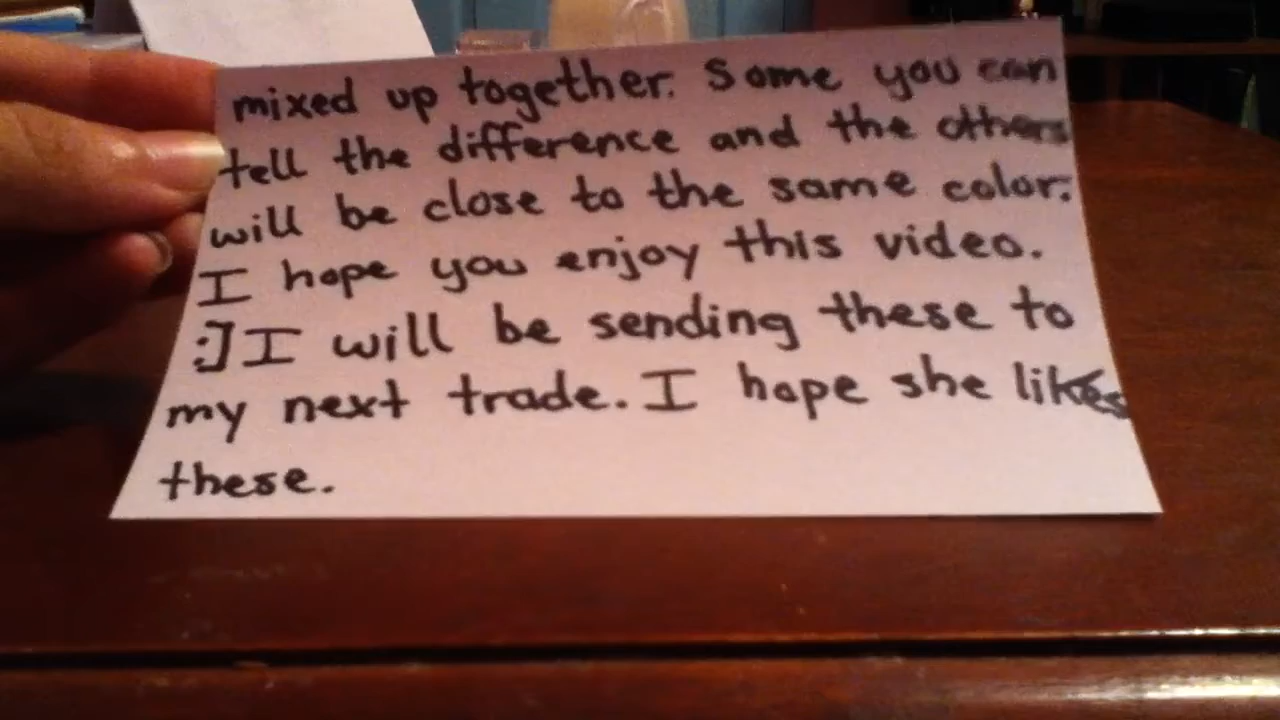 mixed up together. Some you can
tell the difference and the others
will be close to the same color.
I hope you enjoy this video.
:] I will be sending these to
my next trade. I hope she likes
these.